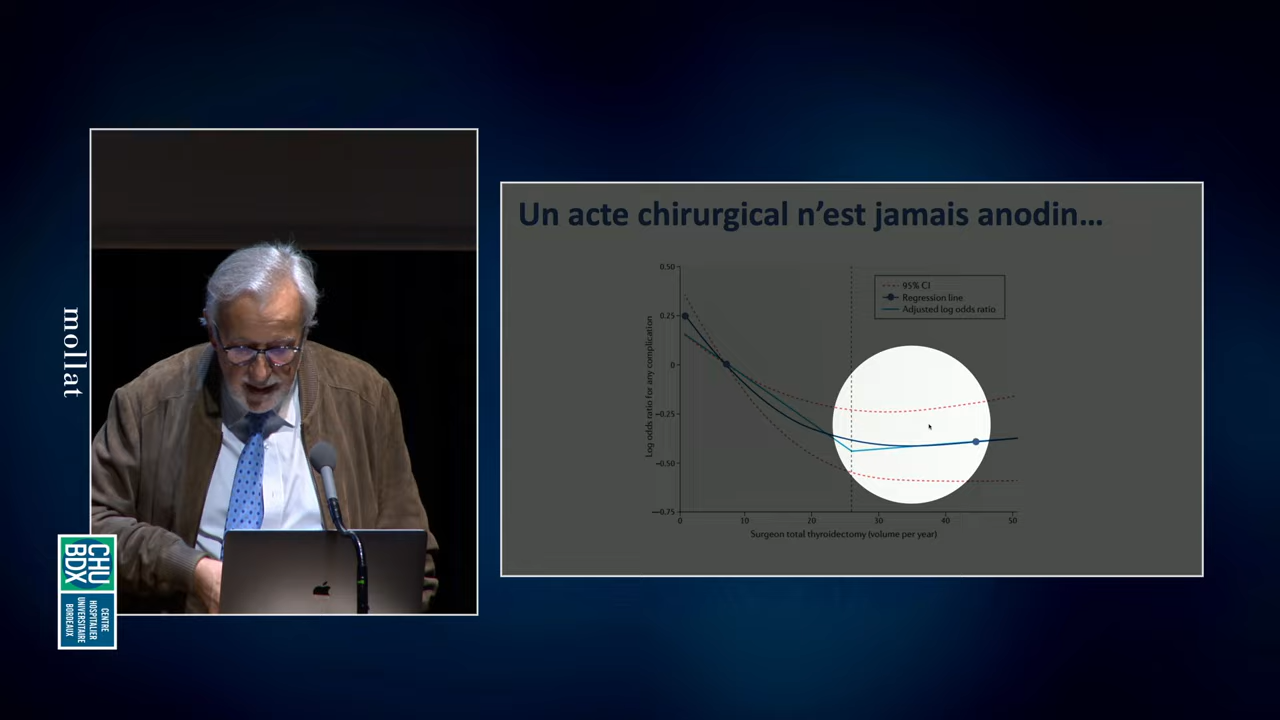 mollat
CHU
BDX
CENTRE
HOSPITALIER
UNIVERSITAIRE
BORDEAUX
Un acte chirurgical n'est jamais anodin…
0.50
0.25
0
−0.25
−0.50
−0.75
Log odds ratio for any complication
95% CI
Regression line
Adjusted log odds ratio
0 10 20 30 40 50
Surgeon total thyroidectomy (volume per year)